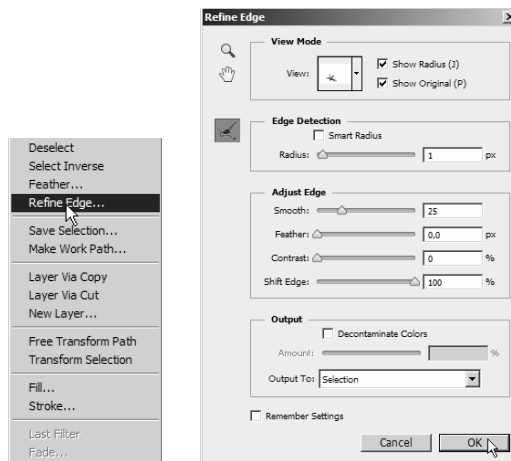 Deselect
Select Inverse
Feather...
Refine Edge...
Save Selection...
Make Work Path...
Layer Via Copy
Layer Via Cut
New Layer...
Free Transform Path
Transform Selection
Fill...
Stroke...
Last Filter
Fade...
Refine Edge
View Mode
View:
Show Radius (J)
Show Original (P)
Edge Detection
Smart Radius
Radius: 1 px
Adjust Edge
Smooth: 25
Feather: 0,0 px
Contrast: 0 %
Shift Edge: 100 %
Output
Decontaminate Colors
Amount: %
Output To: Selection
Remember Settings
Cancel OK